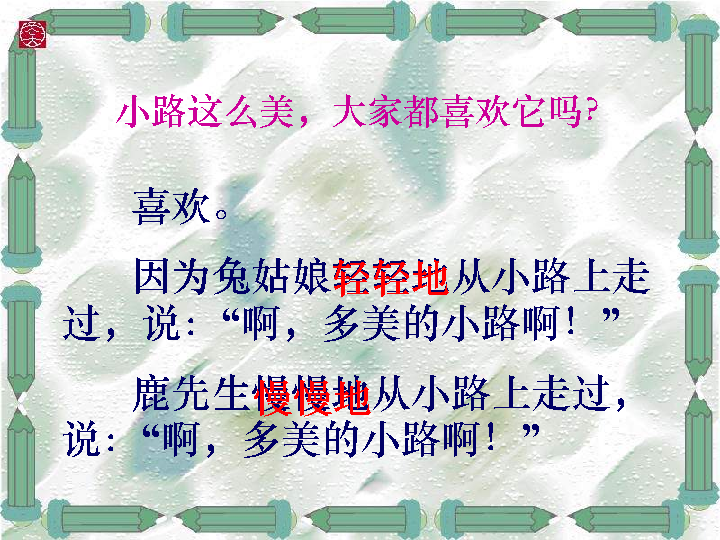 小路这么美，大家都喜欢它吗?
喜欢。
因为兔姑娘轻轻地从小路上走
过，说：“啊，多美的小路啊！”
鹿先生慢慢地从小路上走过，
说：“啊，多美的小路啊！”